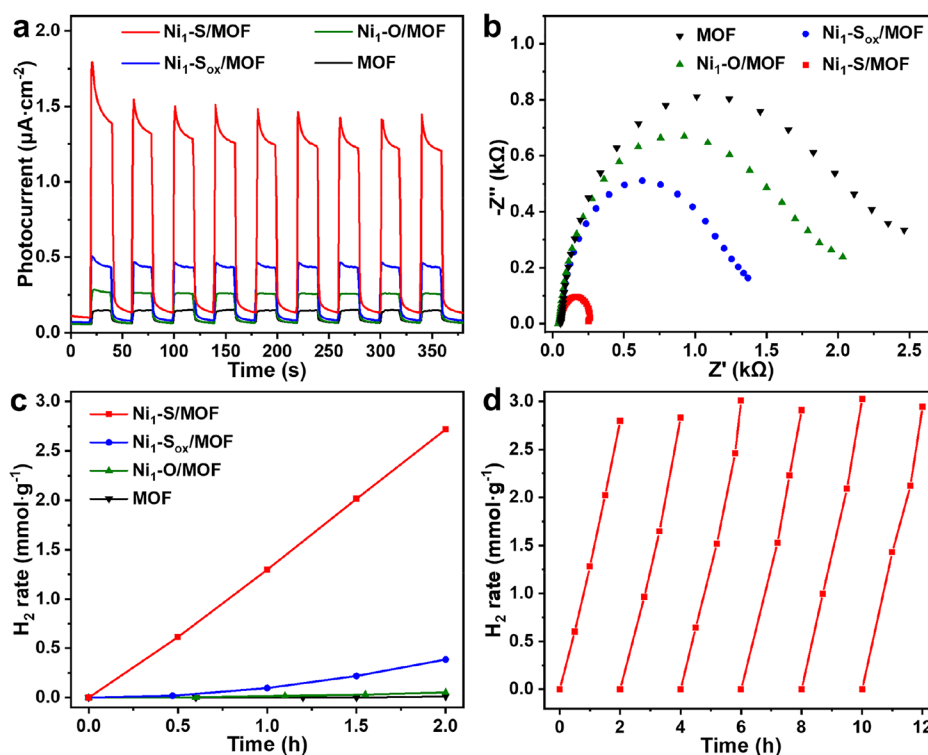 a
Ni₁-S/MOF
Ni₁-O/MOF
Ni₁-Sₒₓ/MOF
MOF
Photocurrent (μA·cm⁻²)
2.0
1.5
1.0
0.5
0.0
0 50 100 150 200 250 300 350
Time (s)
b
MOF
Ni₁-Sₒₓ/MOF
Ni₁-O/MOF
Ni₁-S/MOF
-Z'' (kΩ)
-1.0
0.8
0.6
0.4
0.2
0.0
0.0 0.5 1.0 1.5 2.0 2.5
Z' (kΩ)
c
Ni₁-S/MOF
Ni₁-Sₒₓ/MOF
Ni₁-O/MOF
MOF
H₂ rate (mmol·g⁻¹)
3.0
2.5
2.0
1.5
1.0
0.5
0.0
0.0 0.5 1.0 1.5 2.0
Time (h)
d
H₂ rate (mmol·g⁻¹)
3.0
2.5
2.0
1.5
1.0
0.5
0.0
0 2 4 6 8 10 12
Time (h)